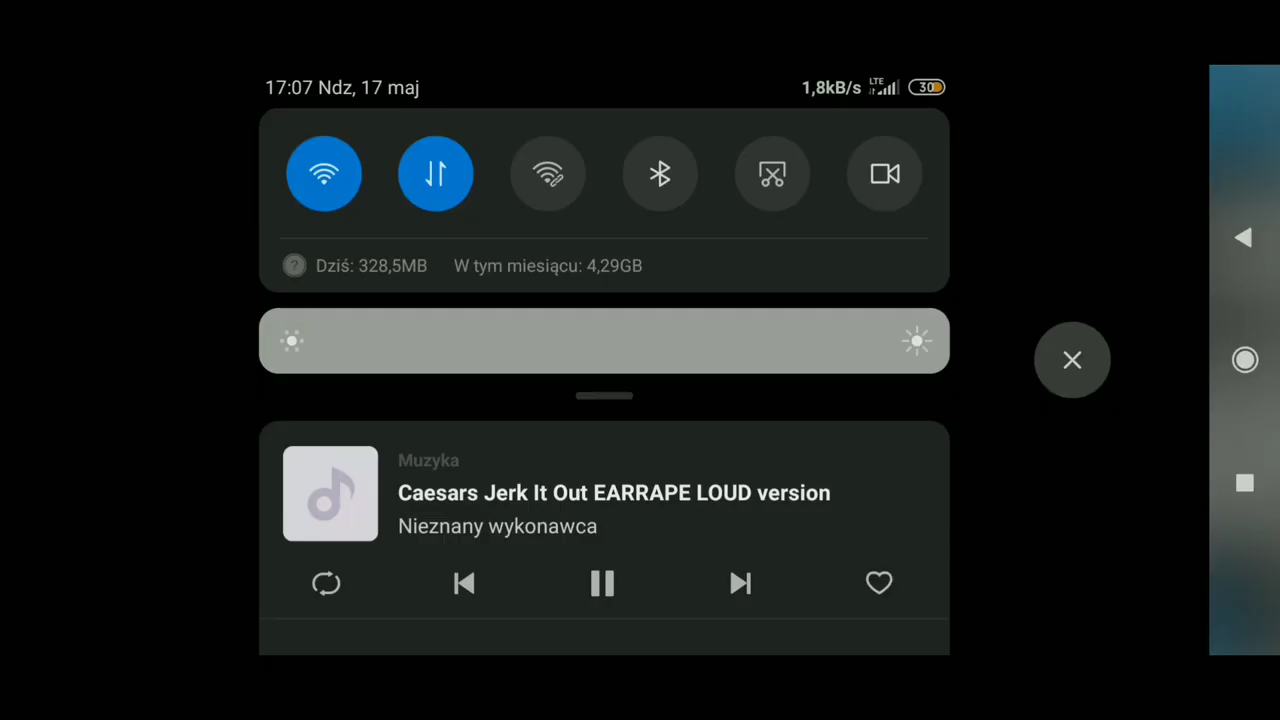 17:07 Ndz, 17 maj
1,8kB/s LTE 30
? Dziś: 328,5MB W tym miesiącu: 4,29GB
Muzyka
Caesars Jerk It Out EARRAPE LOUD version
Nieznany wykonawca